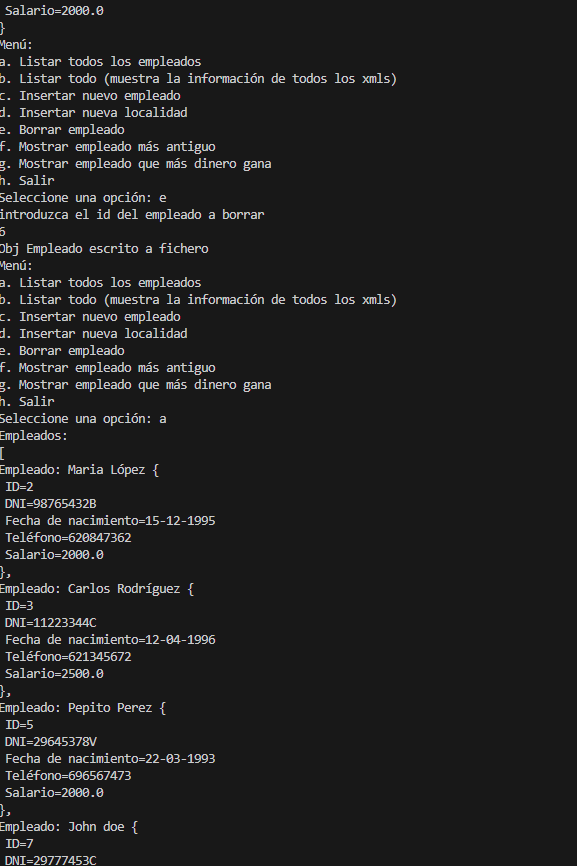 Salario=2000.0
}
Menú:
a. Listar todos los empleados
b. Listar todo (muestra la información de todos los xmls)
c. Insertar nuevo empleado
d. Insertar nueva localidad
e. Borrar empleado
f. Mostrar empleado más antiguo
g. Mostrar empleado que más dinero gana
h. Salir
Seleccione una opción: e
introduzca el id del empleado a borrar
6
Obj Empleado escrito a fichero
Menú:
a. Listar todos los empleados
b. Listar todo (muestra la información de todos los xmls)
c. Insertar nuevo empleado
d. Insertar nueva localidad
e. Borrar empleado
f. Mostrar empleado más antiguo
g. Mostrar empleado que más dinero gana
h. Salir
Seleccione una opción: a
Empleados:
[
Empleado: Maria López {
ID=2
DNI=98765432B
Fecha de nacimiento=15-12-1995
Teléfono=620847362
Salario=2000.0
},
Empleado: Carlos Rodríguez {
ID=3
DNI=11223344C
Fecha de nacimiento=12-04-1996
Teléfono=621345672
Salario=2500.0
},
Empleado: Pepito Perez {
ID=5
DNI=29645378V
Fecha de nacimiento=22-03-1993
Teléfono=696567473
Salario=2000.0
},
Empleado: John doe {
ID=7
DNI=29777453C